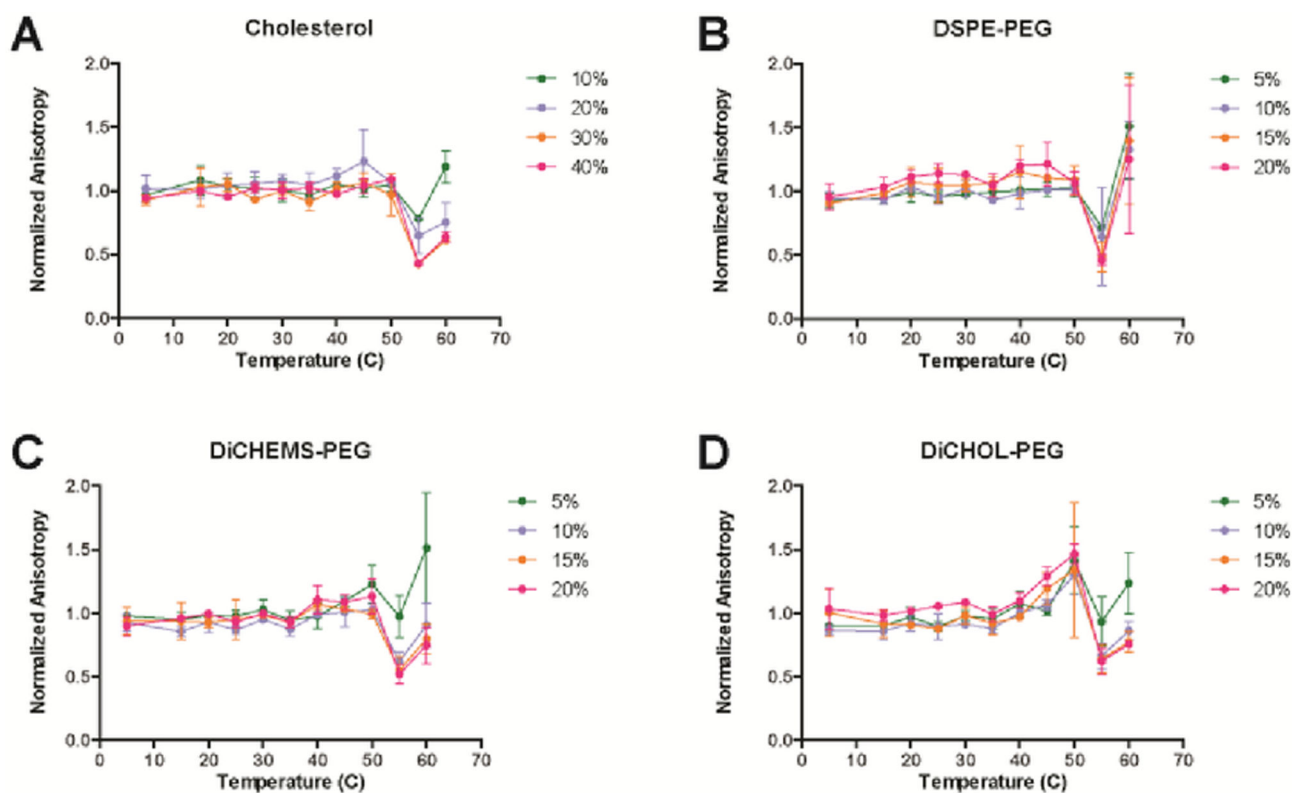 A
Cholesterol
Normalized Anisotropy
2.0
1.5
1.0
0.5
0.0
0 10 20 30 40 50 60 70
Temperature (C)
10%
20%
30%
40%
B
DSPE-PEG
Normalized Anisotropy
2.0
1.5
1.0
0.5
0.0
0 10 20 30 40 50 60 70
Temperature (C)
5%
10%
15%
20%
C
DiCHEMS-PEG
Normalized Anisotropy
2.0
1.5
1.0
0.5
0.0
0 10 20 30 40 50 60 70
Temperature (C)
5%
10%
15%
20%
D
DiCHOL-PEG
Normalized Anisotropy
2.0
1.5
1.0
0.5
0.0
0 10 20 30 40 50 60 70
Temperature (C)
5%
10%
15%
20%